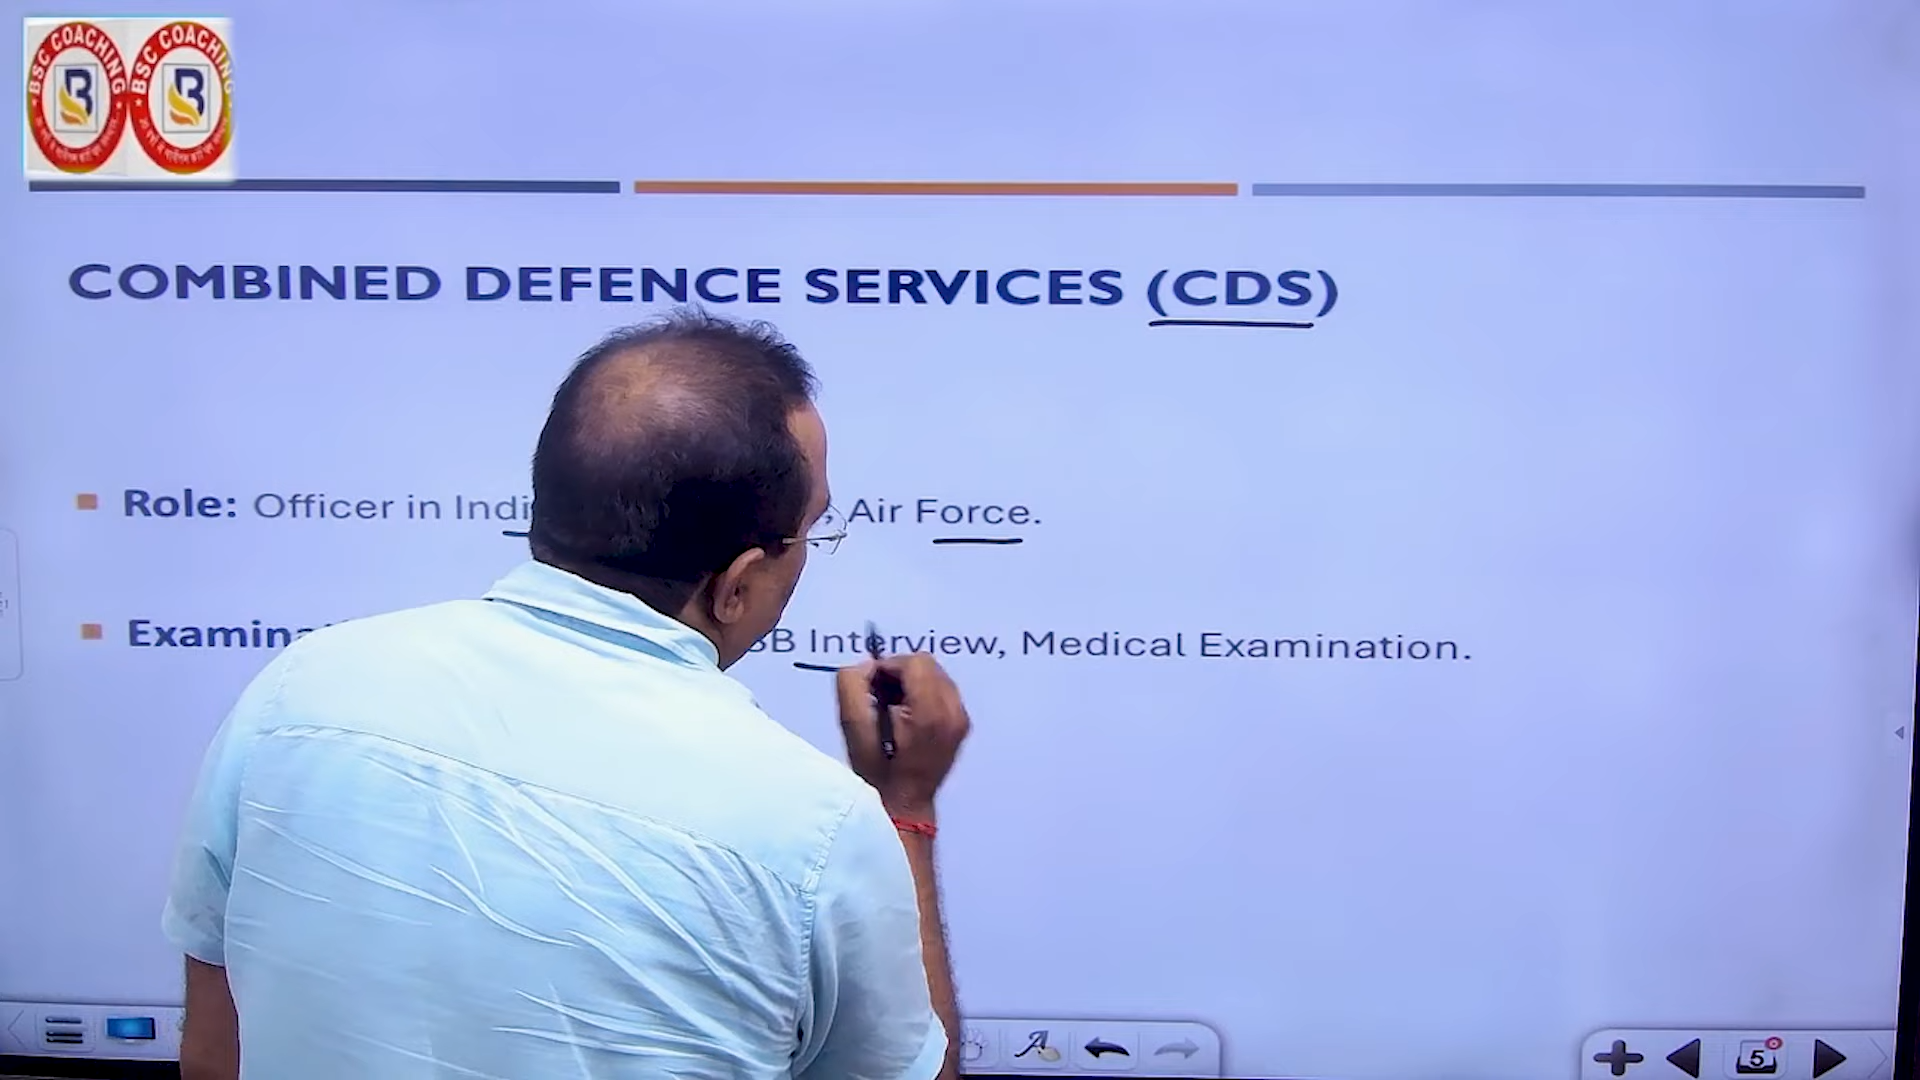 BSC COACHING BSC COACHING
COMBINED DEFENCE SERVICES (CDS)
Role: Officer in Indi , Air Force.
Examina SB Interview, Medical Examination.
5